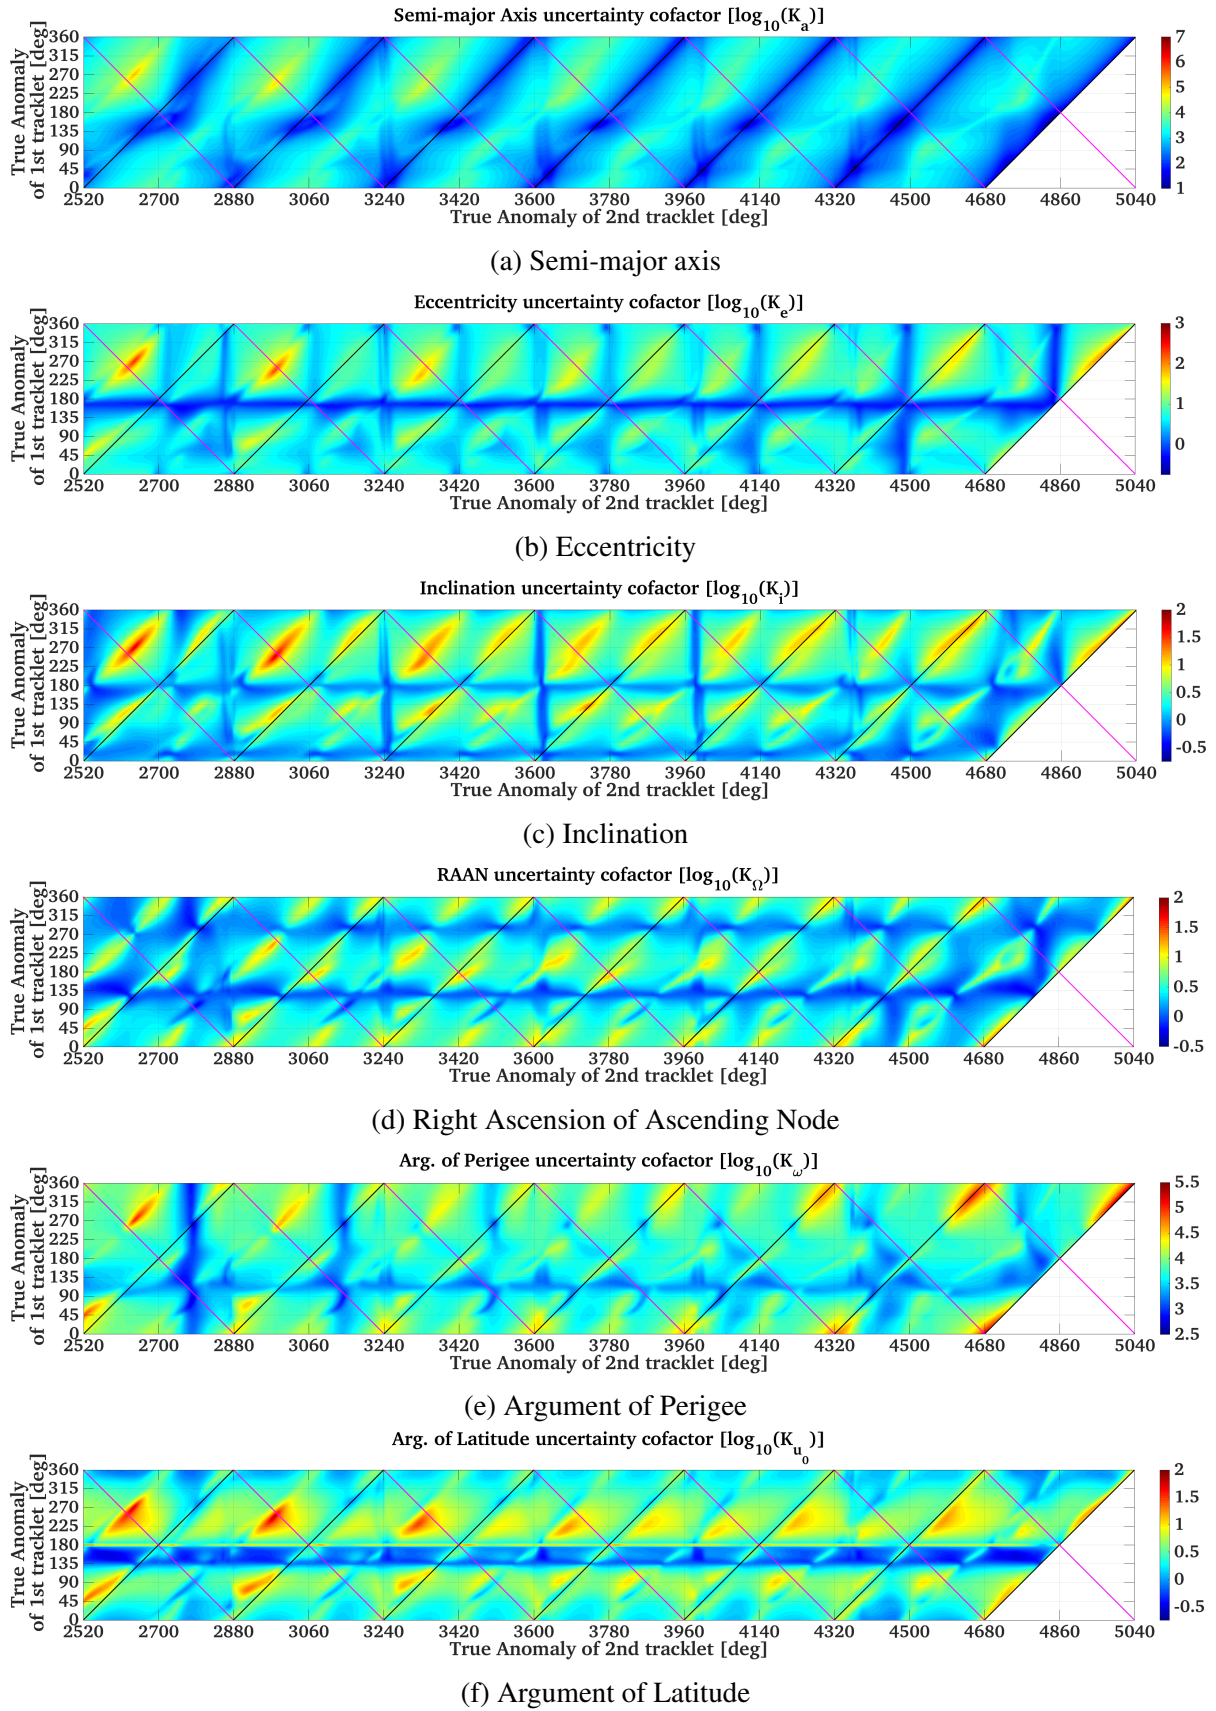 Semi-major Axis uncertainty cofactor [log10(Ka)]
True Anomaly
of 1st tracklet [deg]
360
315
270
225
180
135
90
45
0
2520 2700 2880 3060 3240 3420 3600 3780 3960 4140 4320 4500 4680 4860 5040
True Anomaly of 2nd tracklet [deg]
7
6
5
4
3
2
1
(a) Semi-major axis
Eccentricity uncertainty cofactor [log10(Ke)]
True Anomaly
of 1st tracklet [deg]
360
315
270
225
180
135
90
45
0
2520 2700 2880 3060 3240 3420 3600 3780 3960 4140 4320 4500 4680 4860 5040
True Anomaly of 2nd tracklet [deg]
3
2
1
0
(b) Eccentricity
Inclination uncertainty cofactor [log10(Ki)]
True Anomaly
of 1st tracklet [deg]
360
315
270
225
180
135
90
45
0
2520 2700 2880 3060 3240 3420 3600 3780 3960 4140 4320 4500 4680 4860 5040
True Anomaly of 2nd tracklet [deg]
2
1.5
1
0.5
0
-0.5
(c) Inclination
RAAN uncertainty cofactor [log10(KΩ)]
True Anomaly
of 1st tracklet [deg]
360
315
270
225
180
135
90
45
0
2520 2700 2880 3060 3240 3420 3600 3780 3960 4140 4320 4500 4680 4860 5040
True Anomaly of 2nd tracklet [deg]
2
1.5
1
0.5
0
-0.5
(d) Right Ascension of Ascending Node
Arg. of Perigee uncertainty cofactor [log10(Kω)]
True Anomaly
of 1st tracklet [deg]
360
315
270
225
180
135
90
45
0
2520 2700 2880 3060 3240 3420 3600 3780 3960 4140 4320 4500 4680 4860 5040
True Anomaly of 2nd tracklet [deg]
5.5
5
4.5
4
3.5
3
2.5
(e) Argument of Perigee
Arg. of Latitude uncertainty cofactor [log10(Ku0)]
True Anomaly
of 1st tracklet [deg]
360
315
270
225
180
135
90
45
0
2520 2700 2880 3060 3240 3420 3600 3780 3960 4140 4320 4500 4680 4860 5040
True Anomaly of 2nd tracklet [deg]
2
1.5
1
0.5
0
-0.5
(f) Argument of Latitude